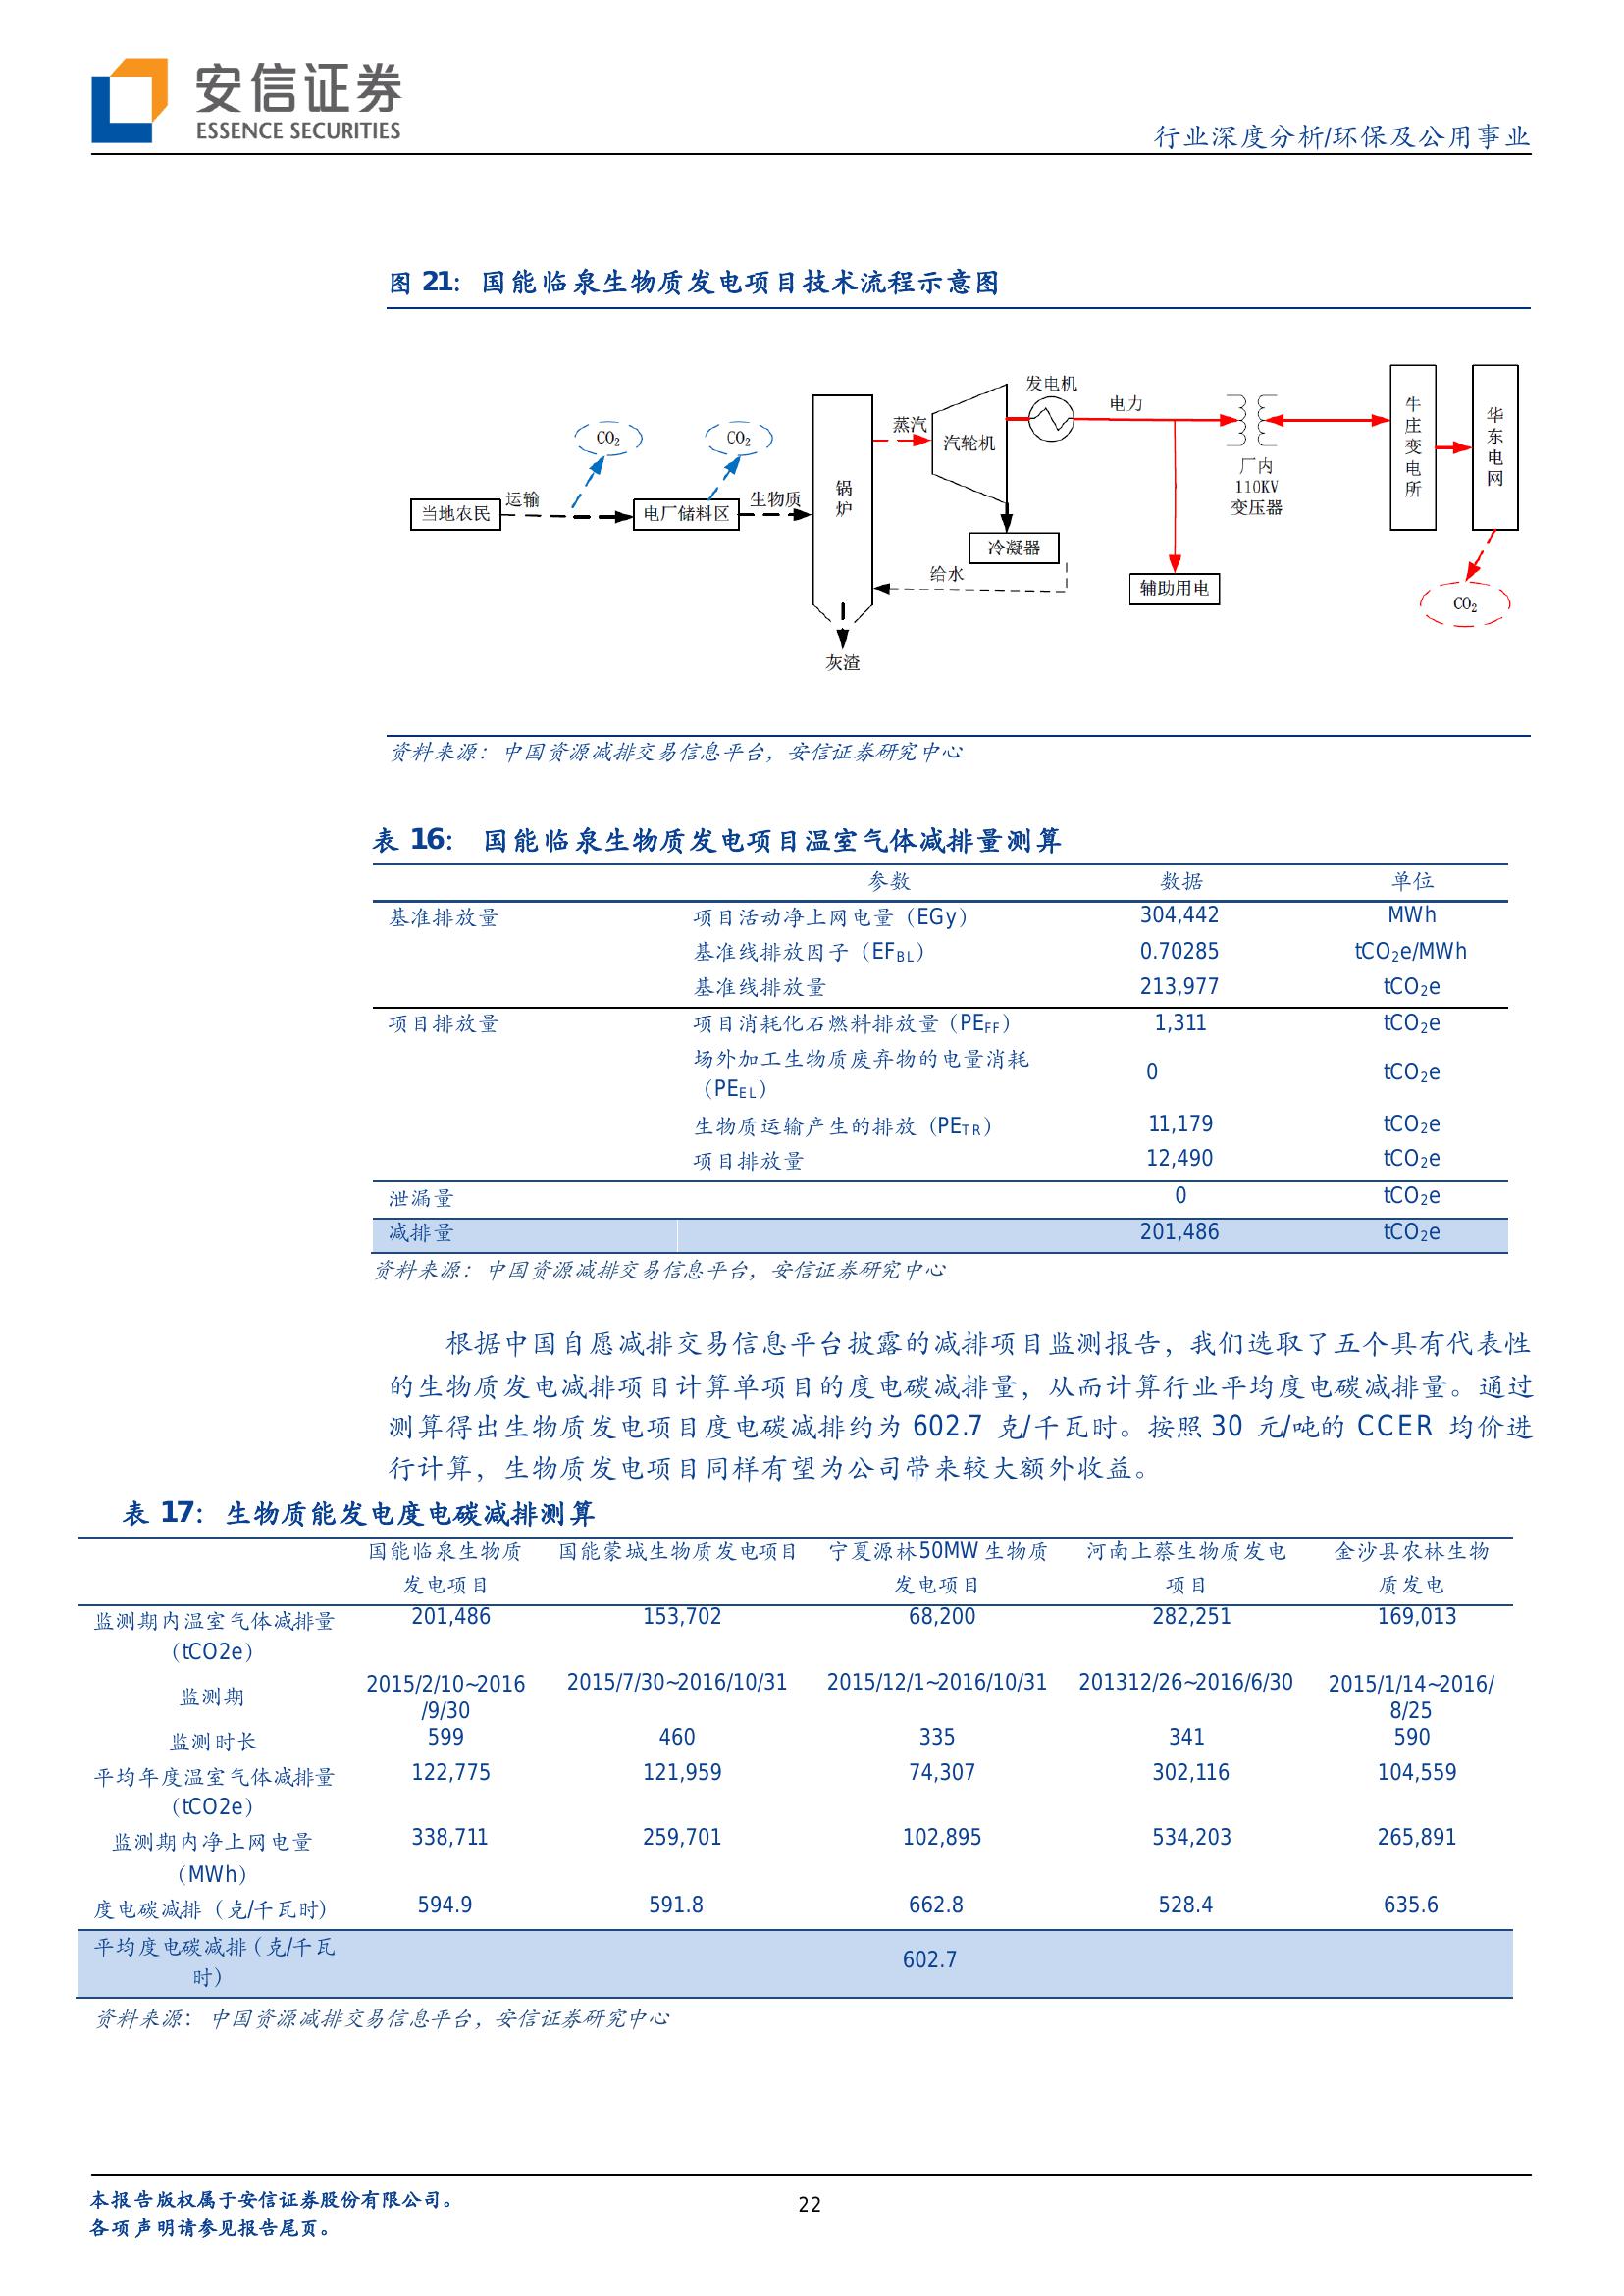 安信证券
ESSENCE SECURITIES
行业深度分析/环保及公用事业
图 21：国能临泉生物质发电项目技术流程示意图
当地农民
运输
CO₂
电厂储料区
CO₂
生物质
锅炉
灰渣
蒸汽
汽轮机
发电机
冷凝器
给水
电力
辅助用电
厂内
110KV
变压器
牛庄变电所
华东电网
CO₂
资料来源：中国资源减排交易信息平台，安信证券研究中心
表 16： 国能临泉生物质发电项目温室气体减排量测算
参数 数据 单位
基准排放量 项目活动净上网电量（EGy） 304,442 MWh
基准线排放因子（EFBL） 0.70285 tCO₂e/MWh
基准线排放量 213,977 tCO₂e
项目排放量 项目消耗化石燃料排放量（PEFF） 1,311 tCO₂e
场外加工生物质废弃物的电量消耗
（PEEL） 0 tCO₂e
生物质运输产生的排放（PETR） 11,179 tCO₂e
项目排放量 12,490 tCO₂e
泄漏量 0 tCO₂e
减排量 201,486 tCO₂e
资料来源：中国资源减排交易信息平台，安信证券研究中心
根据中国自愿减排交易信息平台披露的减排项目监测报告，我们选取了五个具有代表性
的生物质发电减排项目计算单项目的度电碳减排量，从而计算行业平均度电碳减排量。通过
测算得出生物质发电项目度电碳减排约为 602.7 克/千瓦时。按照 30 元/吨的 CCER 均价进
行计算，生物质发电项目同样有望为公司带来较大额外收益。
表 17：生物质能发电度电碳减排测算
国能临泉生物质 国能蒙城生物质发电项目 宁夏源林50MW 生物质 河南上蔡生物质发电 金沙县农林生物
发电项目 发电项目 项目 质发电
监测期内温室气体减排量 201,486 153,702 68,200 282,251 169,013
（tCO2e）
监测期 2015/2/10~2016 2015/7/30~2016/10/31 2015/12/1~2016/10/31 201312/26~2016/6/30 2015/1/14~2016/
/9/30 8/25
监测时长 599 460 335 341 590
平均年度温室气体减排量 122,775 121,959 74,307 302,116 104,559
（tCO2e）
监测期内净上网电量 338,711 259,701 102,895 534,203 265,891
（MWh）
度电碳减排（克/千瓦时） 594.9 591.8 662.8 528.4 635.6
平均度电碳减排（克/千瓦 602.7
时）
资料来源： 中国资源减排交易信息平台，安信证券研究中心
本报告版权属于安信证券股份有限公司。
22
各项声明请参见报告尾页。